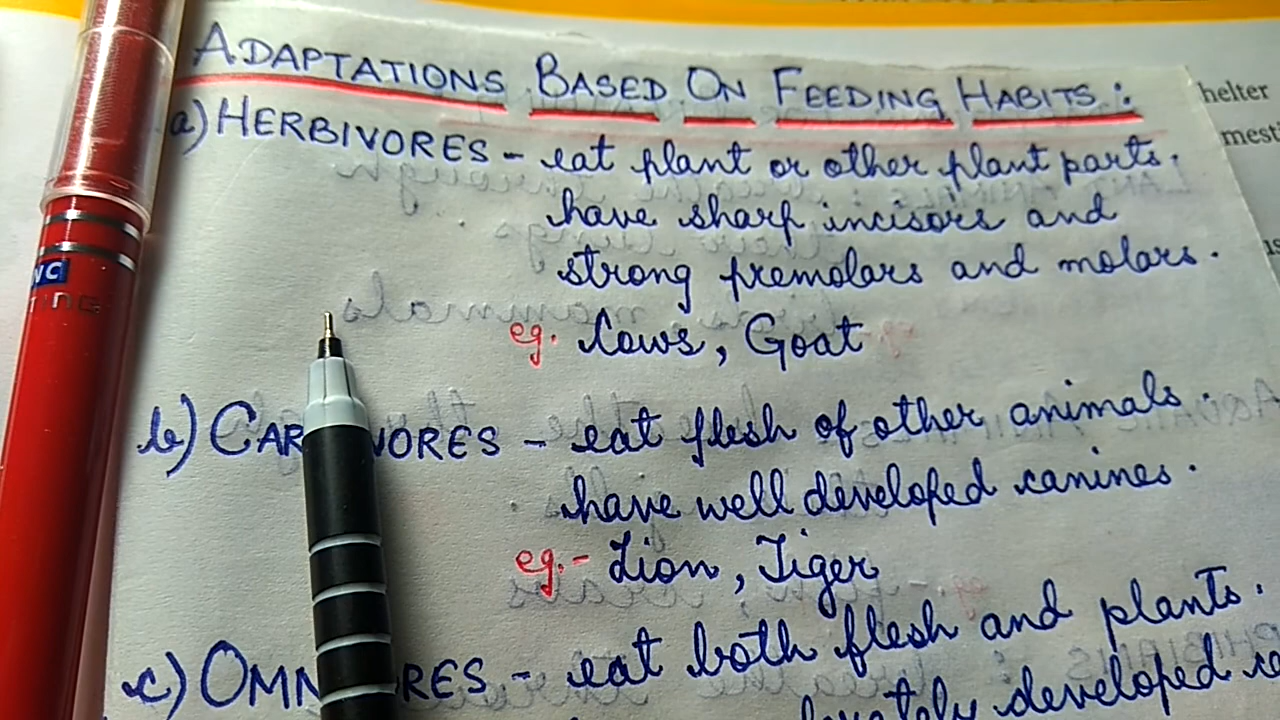 ADAPTATIONS BASED ON FEEDING HABITS :
a) HERBIVORES - eat plant or other plant parts.
have sharp incisors and
strong premolars and molars.
eg. Cows, Goat
b) CAR VORES - eat flesh of other animals.
have well developed canines.
eg.- Lion, Tiger
c) OMN RES - eat both flesh and plants.
developed
helter